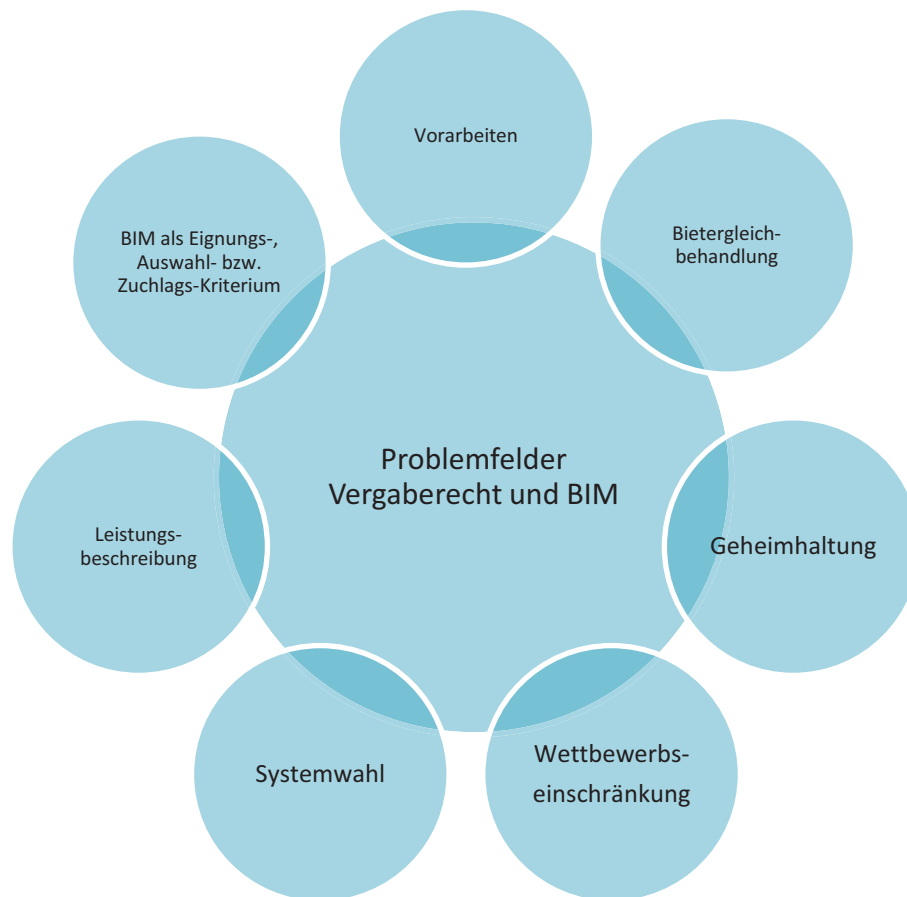 Vorarbeiten
Bietergleich-
behandlung
BIM als Eignungs-,
Auswahl- bzw.
Zuchlags-Kriterium
Problemfelder
Vergaberecht und BIM
Leistungs-
beschreibung
Geheimhaltung
Systemwahl
Wettbewerbs-
einschränkung